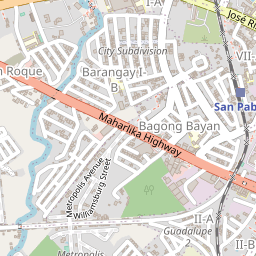 I-A
José Ri
City Subdivision
VII-
n Roque
Barangay I-
B
San Pab
Maharlika Highway
Bagong Bayan
Metropolis Avenue
Williamsburg Street
II-A
Guadalupe
2
II-B
Metropolis